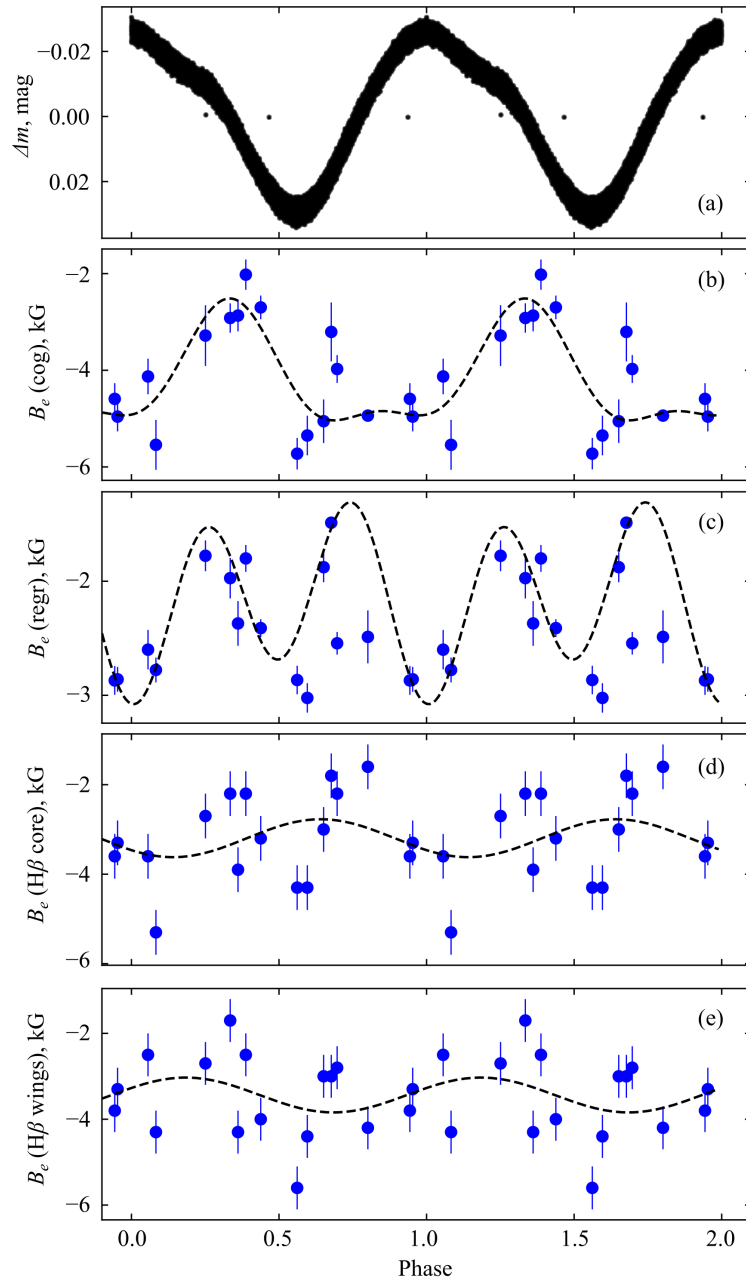 −0.02
0.00
0.02
Δm, mag
(a)
−2
−4
−6
B_e (cog), kG
(b)
−2
−3
B_e (regr), kG
(c)
−2
−4
−6
B_e (Hβ core), kG
(d)
−2
−4
−6
B_e (Hβ wings), kG
(e)
0.0 0.5 1.0 1.5 2.0
Phase